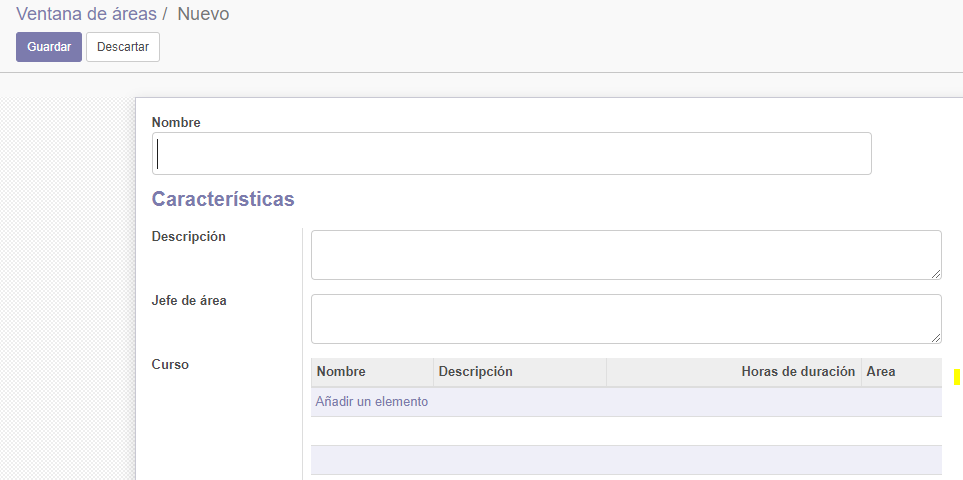 Ventana de áreas / Nuevo
Guardar Descartar
Nombre
Características
Descripción
Jefe de área
Curso
Nombre Descripción Horas de duración Area
Añadir un elemento